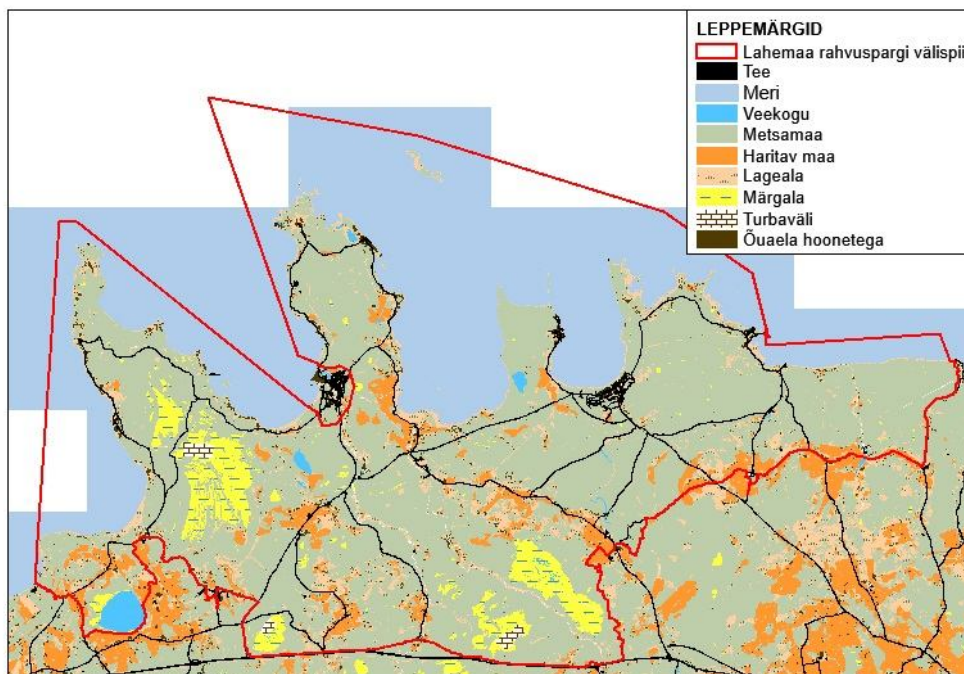 LEPPEMÄRGID
Lahemaa rahvuspargi välispii
Tee
Meri
Veekogu
Metsamaa
Haritav maa
Lageala
Märgala
Turbaväli
Õuaela hoonetega